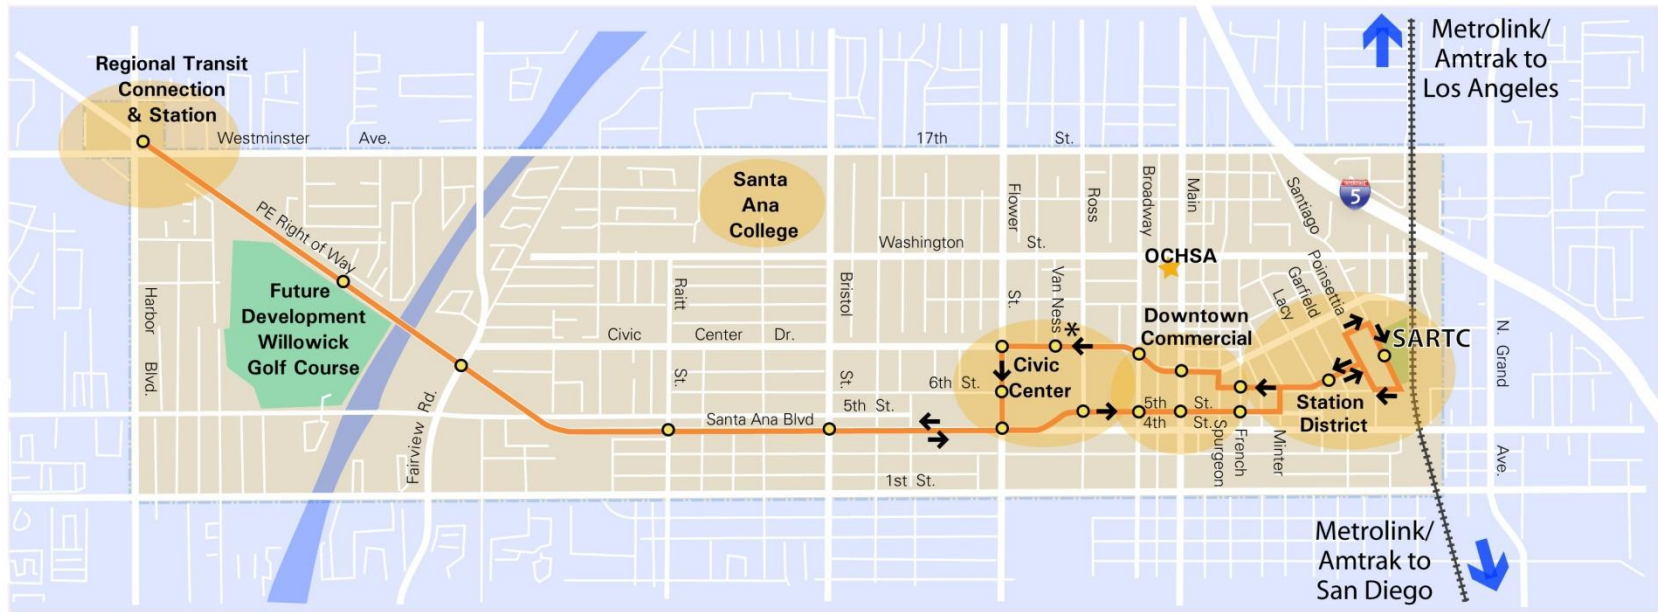 Regional Transit
Connection
& Station
Westminster Ave.
17th St.
Metrolink/
Amtrak to
Los Angeles
INTERSTATE
5
Santa
Ana
College
PE Right of Way
Future
Development
Willowick
Golf Course
Harbor Blvd.
Fairview Rd.
Raitt St.
Bristol St.
Washington St.
Flower St.
Van Ness
*
Ross
Broadway
Main
OCHSA
Santiago
Poinsettia
Garfield
Lacy
Downtown
Commercial
Civic Center Dr.
Civic
Center
6th St.
5th St.
Santa Ana Blvd
5th St.
4th St.
1st St.
Spurgeon
French
Minter
SARTC
Station
District
N. Grand Ave.
Metrolink/
Amtrak to
San Diego